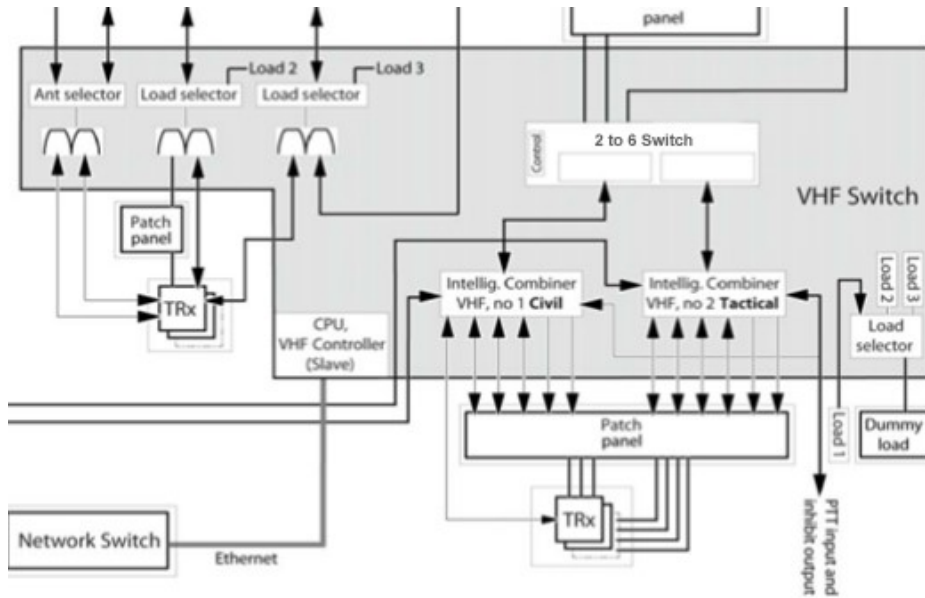 panel
Load 2
Load 3
Ant selector
Load selector
Load selector
Control
2 to 6 Switch
VHF Switch
Patch
panel
TRx
Intellig. Combiner
VHF, no 1 Civil
Intellig. Combiner
VHF, no 2 Tactical
Load 2
Load 3
Load
selector
CPU,
VHF Controller
(Slave)
Patch
panel
Load 1
Dummy
load
TRx
PTT input and
inhibit output
Network Switch
Ethernet